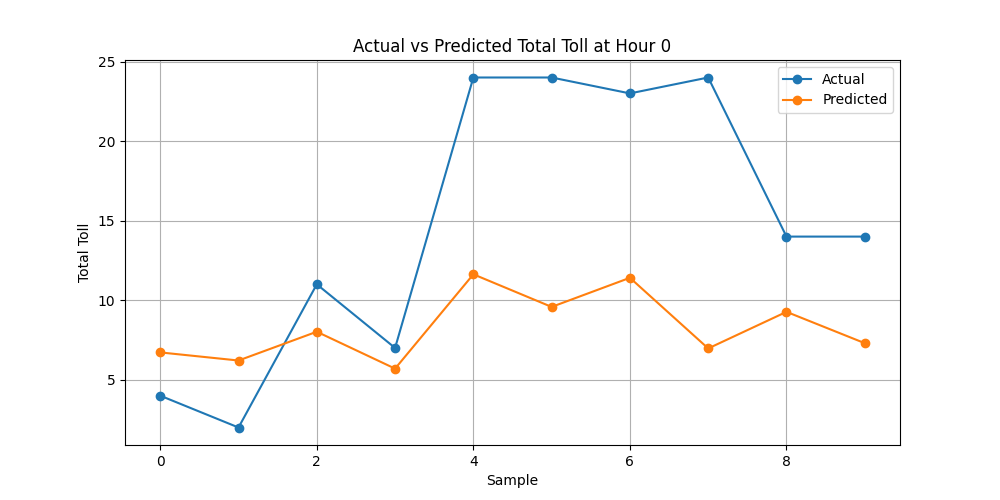 Actual vs Predicted Total Toll at Hour 0
Actual
Predicted
25
20
15
10
5
Total Toll
0 2 4 6 8
Sample